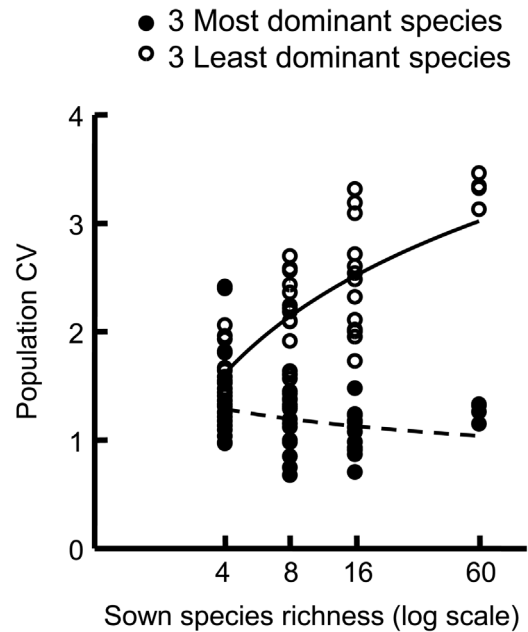 3 Most dominant species
3 Least dominant species
4
3
2
1
0
Population CV
4 8 16 60
Sown species richness (log scale)